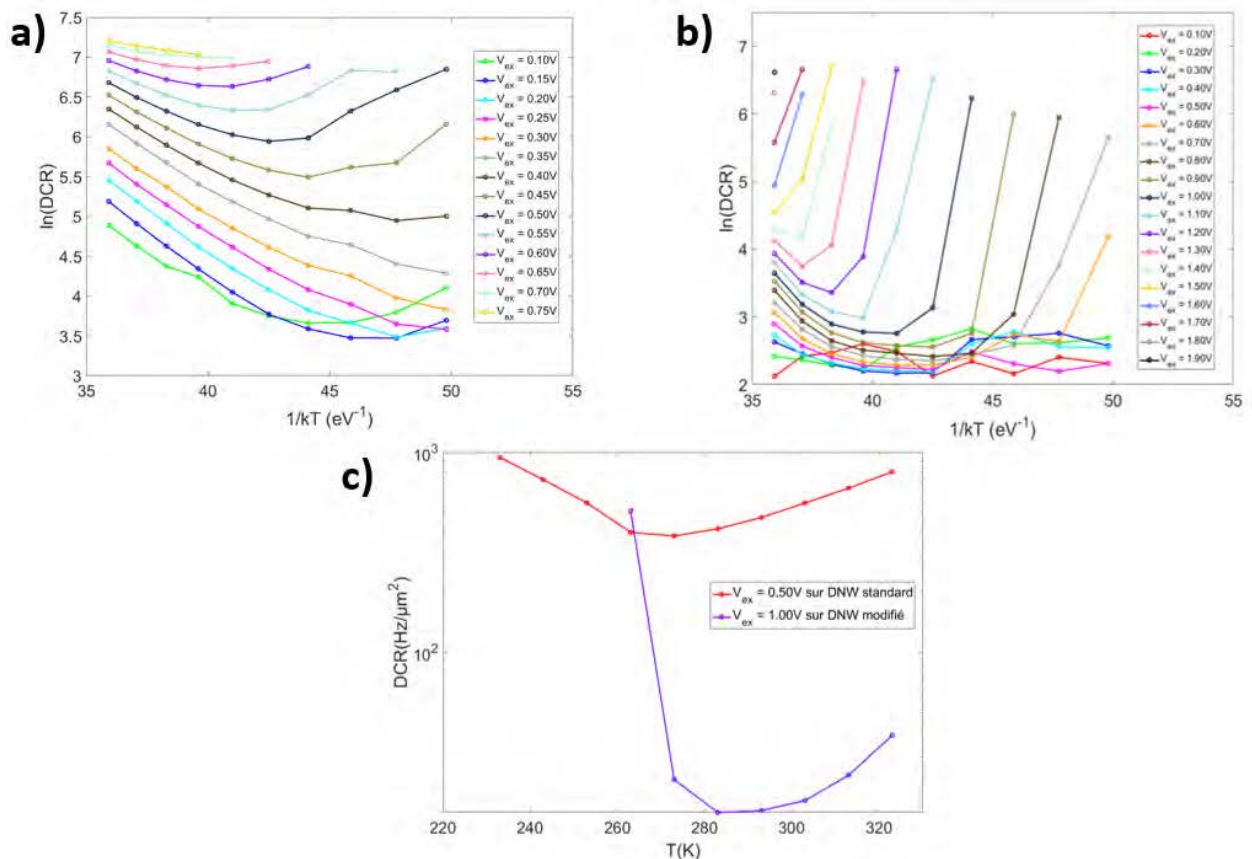 a)
ln(DCR)
7.5
7
6.5
6
5.5
5
4.5
4
3.5
3
35
40
45
50
55
1/kT (eV⁻¹)
V_ex = 0.10V
V_ex = 0.15V
V_ex = 0.20V
V_ex = 0.25V
V_ex = 0.30V
V_ex = 0.35V
V_ex = 0.40V
V_ex = 0.45V
V_ex = 0.50V
V_ex = 0.55V
V_ex = 0.60V
V_ex = 0.65V
V_ex = 0.70V
V_ex = 0.75V
b)
ln(DCR)
7
6
5
4
3
2
35
40
45
50
55
1/kT (eV⁻¹)
V_ex = 0.10V
V_ex = 0.20V
V_ex = 0.30V
V_ex = 0.40V
V_ex = 0.50V
V_ex = 0.60V
V_ex = 0.70V
V_ex = 0.80V
V_ex = 0.90V
V_ex = 1.00V
V_ex = 1.10V
V_ex = 1.20V
V_ex = 1.30V
V_ex = 1.40V
V_ex = 1.50V
V_ex = 1.60V
V_ex = 1.70V
V_ex = 1.80V
V_ex = 1.90V
c)
DCR(Hz/μm²)
10³
10²
220
240
260
280
300
320
T(K)
V_ex = 0.50V sur DNW standard
V_ex = 1.00V sur DNW modifié